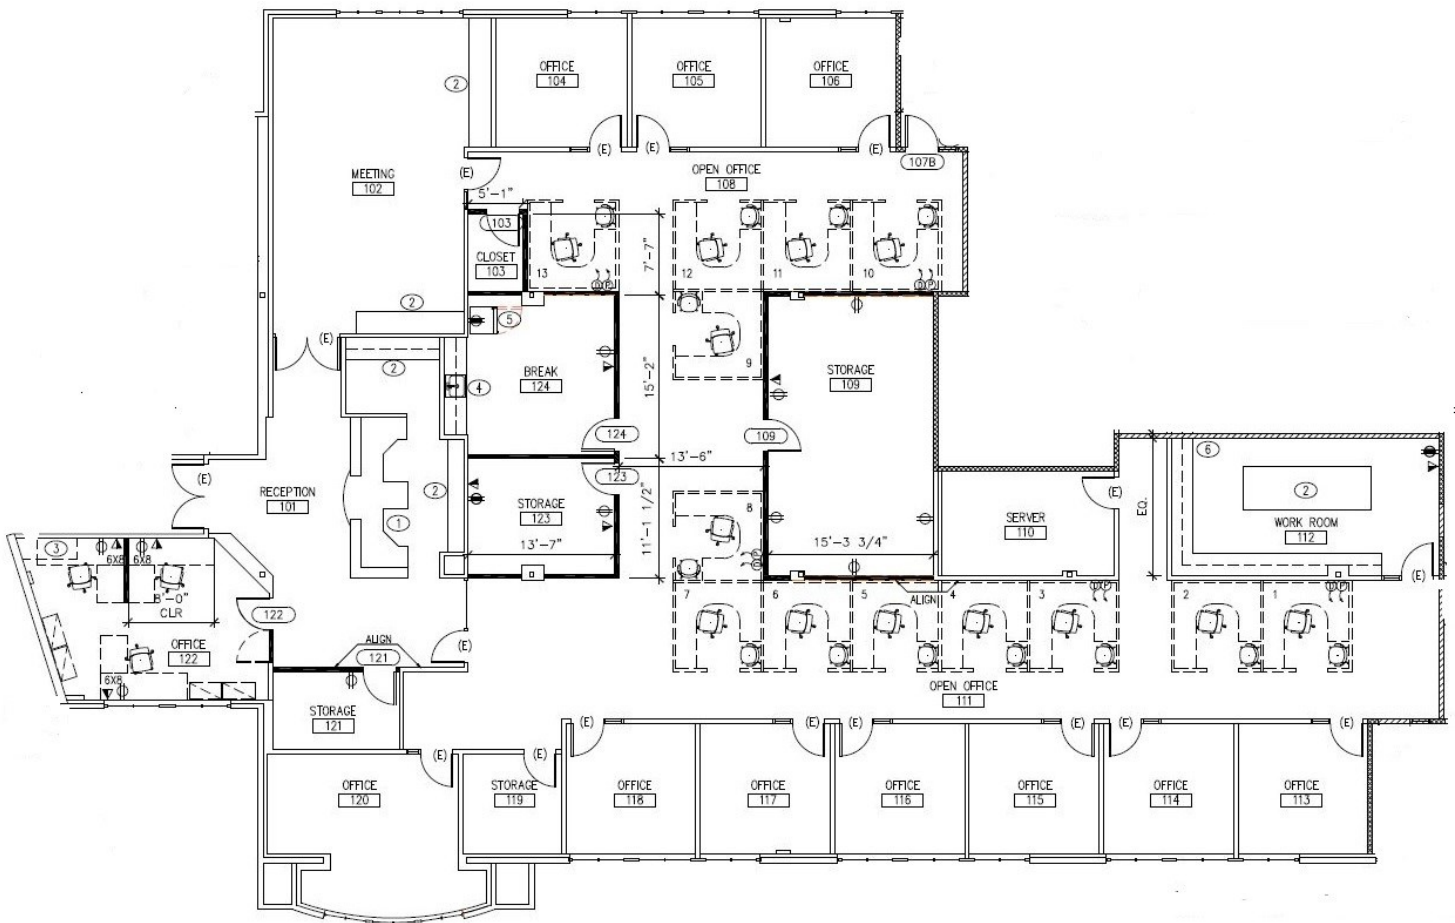 OFFICE
104
OFFICE
105
OFFICE
106
2
(E)
(E)
(E)
107B
MEETING
102
(E)
OPEN OFFICE
108
5'-1"
103
CLOSET
103
7'-7"
13
12
11
10
2
5
(E)
9
BREAK
124
15'-2"
STORAGE
109
2
4
124
109
13'-6"
123
6
(E)
RECEPTION
101
2
(E)
2
EQ.
STORAGE
123
11'-1 1/2"
8
SERVER
110
WORK ROOM
112
1
13'-7"
15'-3 3/4"
3
6X8
6X8
8'-0"
CLR
(E)
7
6
5
ALIGN
4
3
2
1
122
OFFICE
122
ALIGN
121
(E)
6X8
OPEN OFFICE
111
STORAGE
121
(E)
(E)
(E)
(E)
(E)
(E)
(E)
(E)
OFFICE
120
STORAGE
119
OFFICE
118
OFFICE
117
OFFICE
116
OFFICE
115
OFFICE
114
OFFICE
113